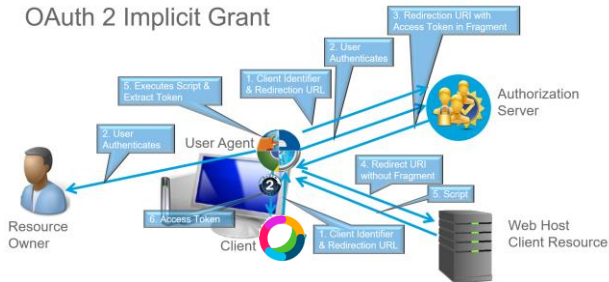 OAuth 2 Implicit Grant
3. Redirection URI with
Access Token in Fragment
2. User
Authenticates
1. Client Identifier
& Redirection URL
5. Executes Script &
Extract Token
Authorization
Server
2. User
Authenticates
User Agent
4. Redirect URI
without Fragment
5. Script
2
6. Access Token
Resource
Owner
Client
1. Client Identifier
& Redirection URL
Web Host
Client Resource